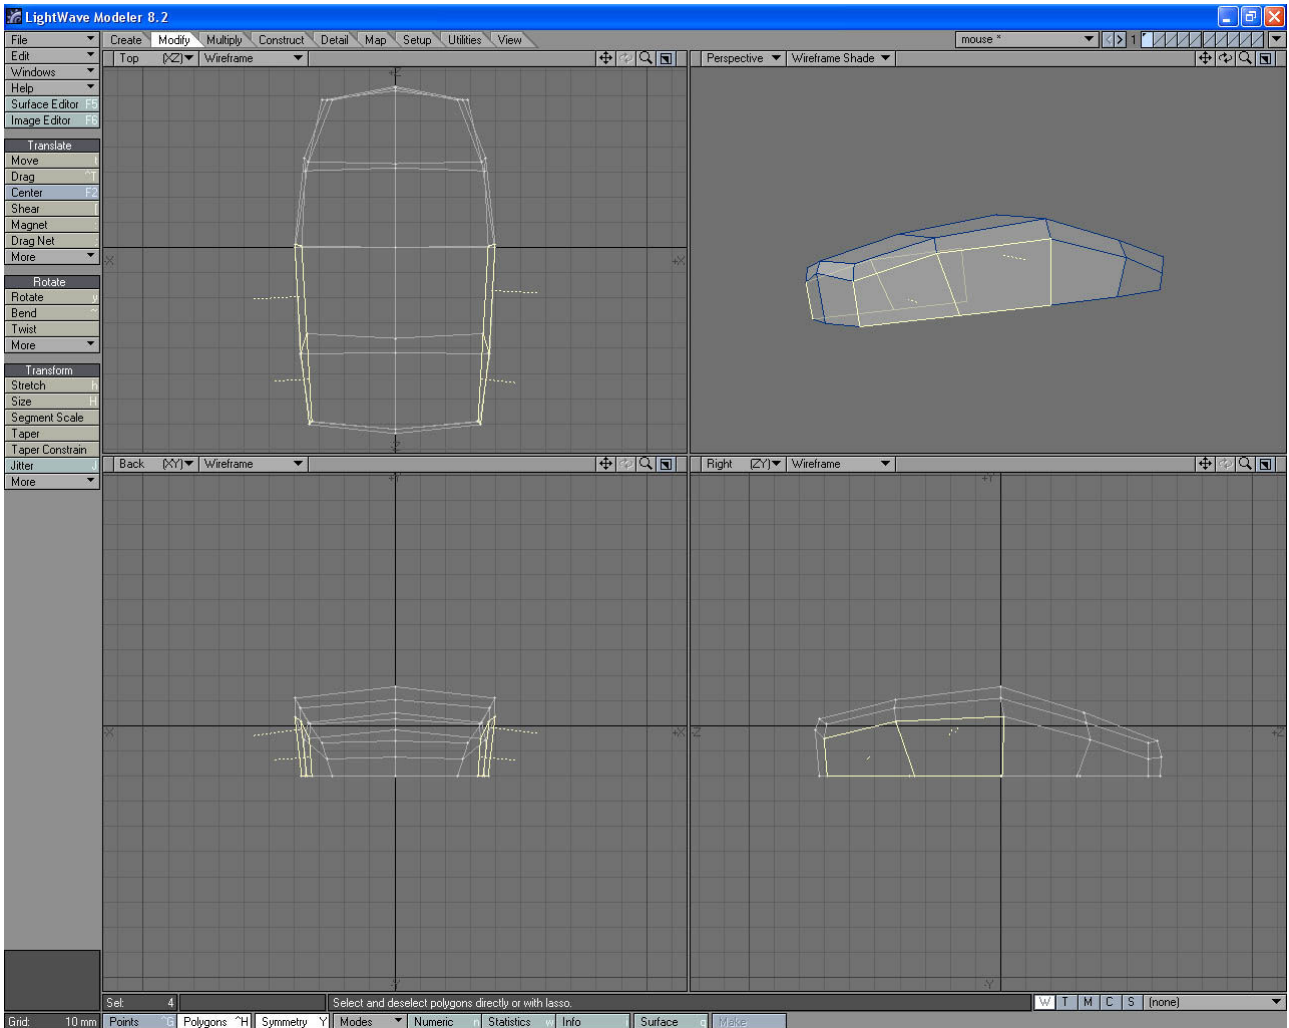 LightWave Modeler 8.2
File Create Modify Multiply Construct Detail Map Setup Utilities View mouse * 1
Edit Top (XZ) Wireframe Perspective Wireframe Shade
Windows
Help
Surface Editor F5
Image Editor F6
Translate
Move t
Drag ^T
Center F2
Shear [
Magnet :
Drag Net ;
More
Rotate
Rotate y
Bend ~
Twist
More
Transform
Stretch h
Size H
Segment Scale
Taper
Taper Constrain
Jitter J
More
Back (XY) Wireframe Right (ZY) Wireframe
Sel: 4 Select and deselect polygons directly or with lasso. W T M C S (none)
Grid: 10 mm Points ^G Polygons ^H Symmetry Y Modes Numeric n Statistics w Info i Surface q Make